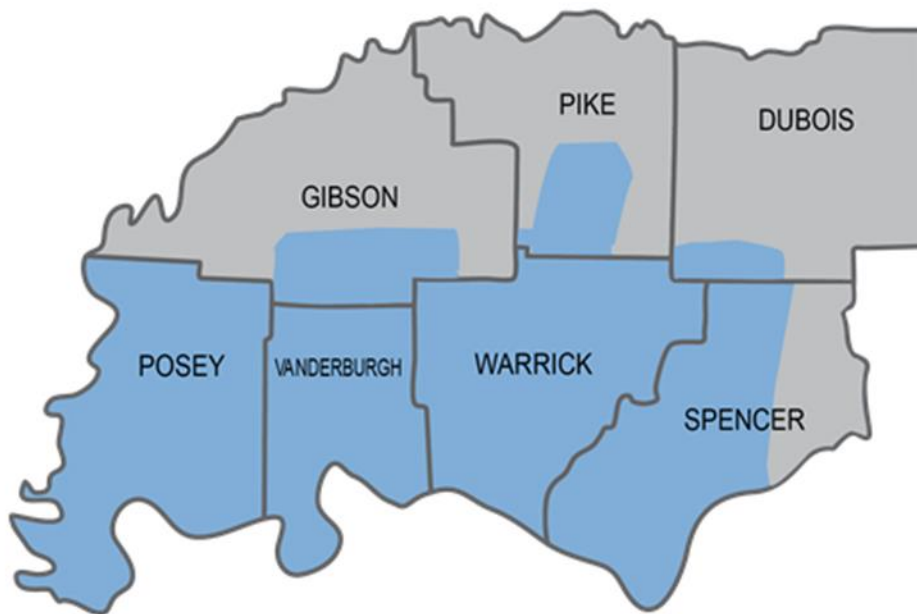 PIKE
DUBOIS
GIBSON
POSEY
VANDERBURGH
WARRICK
SPENCER